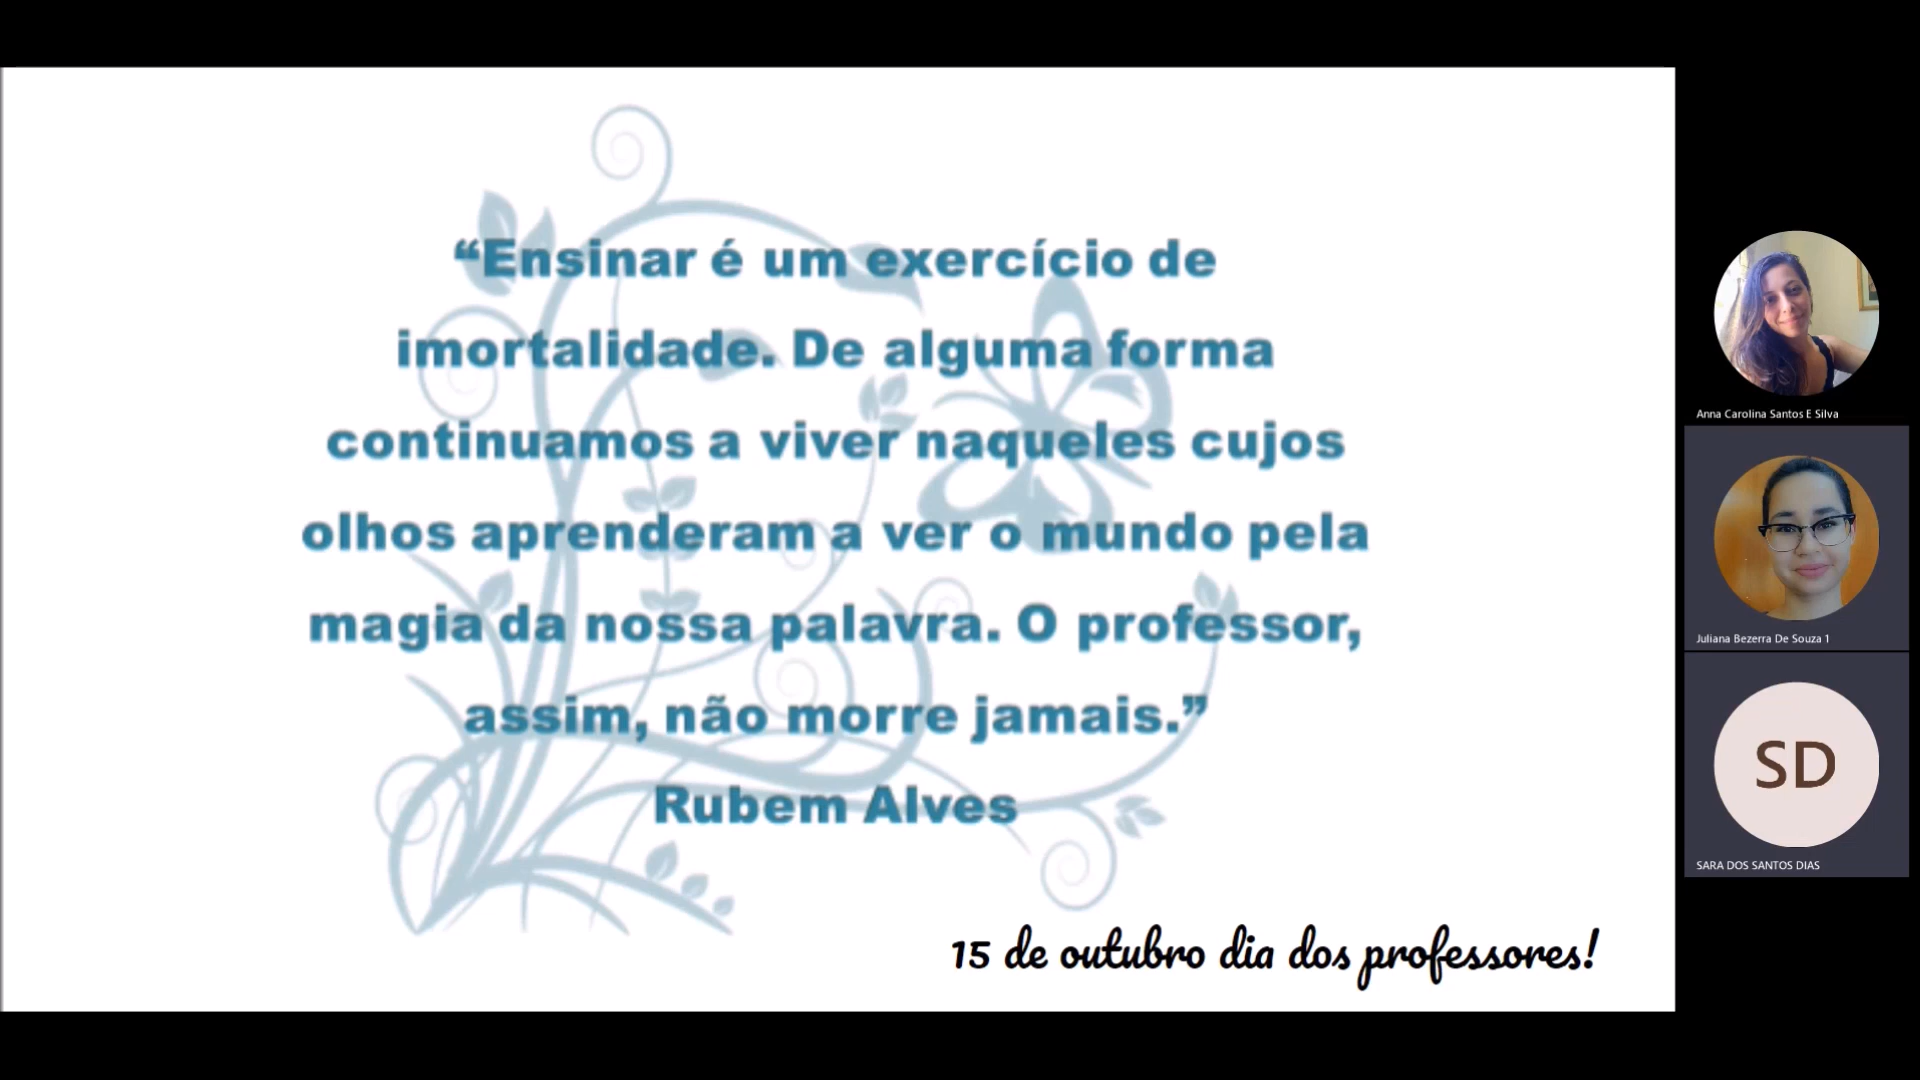 “Ensinar é um exercício de
imortalidade. De alguma forma
continuamos a viver naqueles cujos
olhos aprenderam a ver o mundo pela
magia da nossa palavra. O professor,
assim, não morre jamais.”
Rubem Alves
15 de outubro dia dos professores!
Anna Carolina Santos E Silva
Juliana Bezerra De Souza 1
SD
SARA DOS SANTOS DIAS